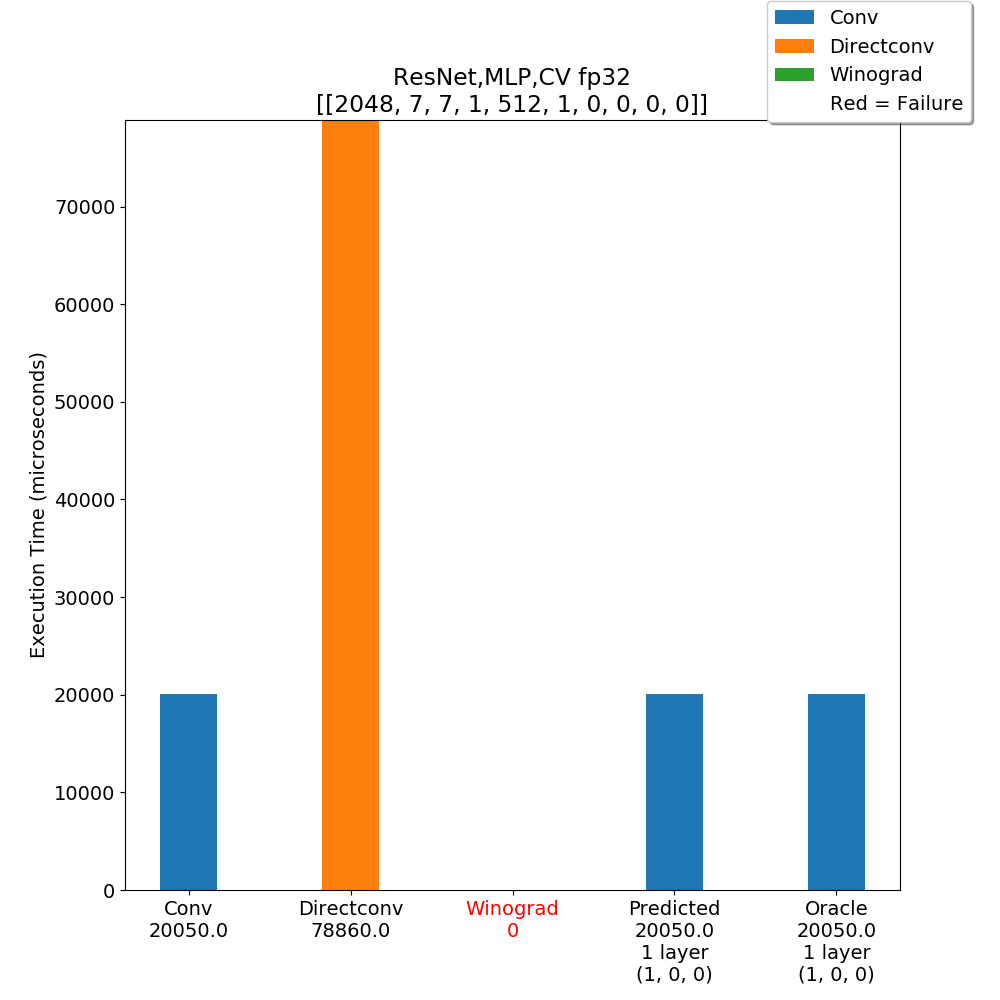 Conv
Directconv
Winograd
Red = Failure
ResNet,MLP,CV fp32
[[2048, 7, 7, 1, 512, 1, 0, 0, 0, 0]]
Execution Time (microseconds)
70000
60000
50000
40000
30000
20000
10000
0
Conv
20050.0
Directconv
78860.0
Winograd
0
Predicted
20050.0
1 layer
(1, 0, 0)
Oracle
20050.0
1 layer
(1, 0, 0)